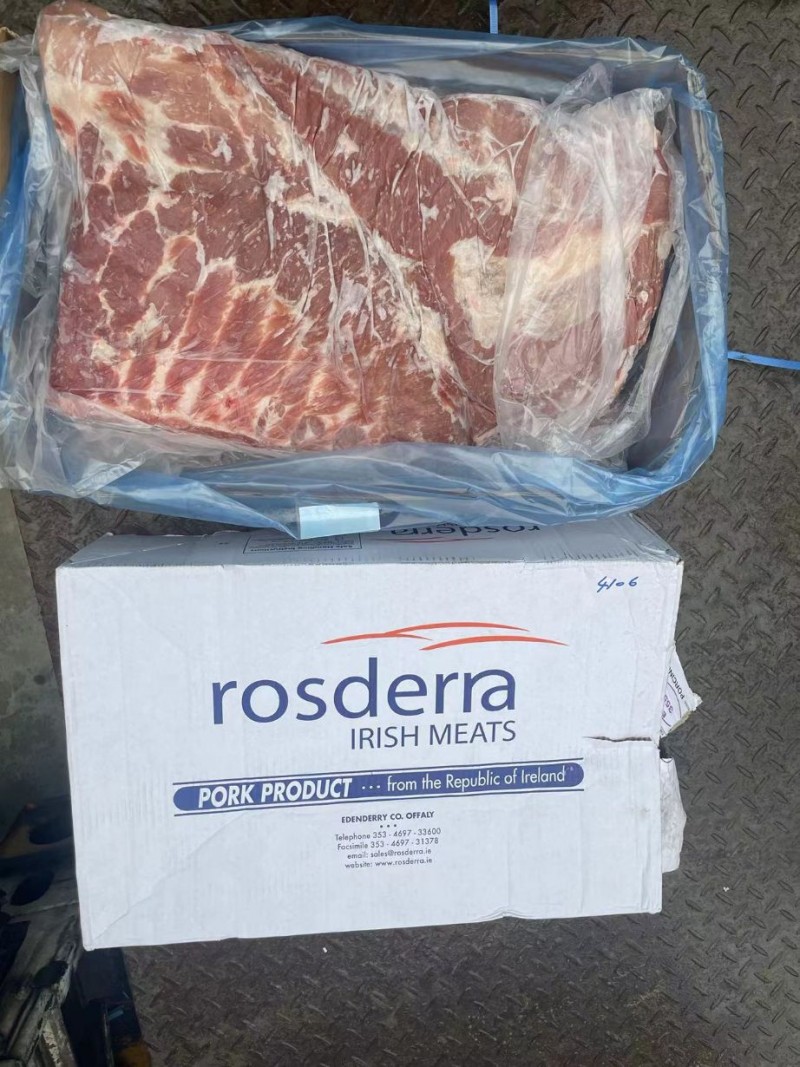 rosderra
4106
rosderra
IRISH MEATS
PORK PRODUCT ... from the Republic of Ireland
EDENDERRY CO. OFFALY
Telephone 353 - 4697 - 33600
Facsimile 353 - 4697 - 31378
email: sales@rosderra.ie
website: www.rosderra.ie